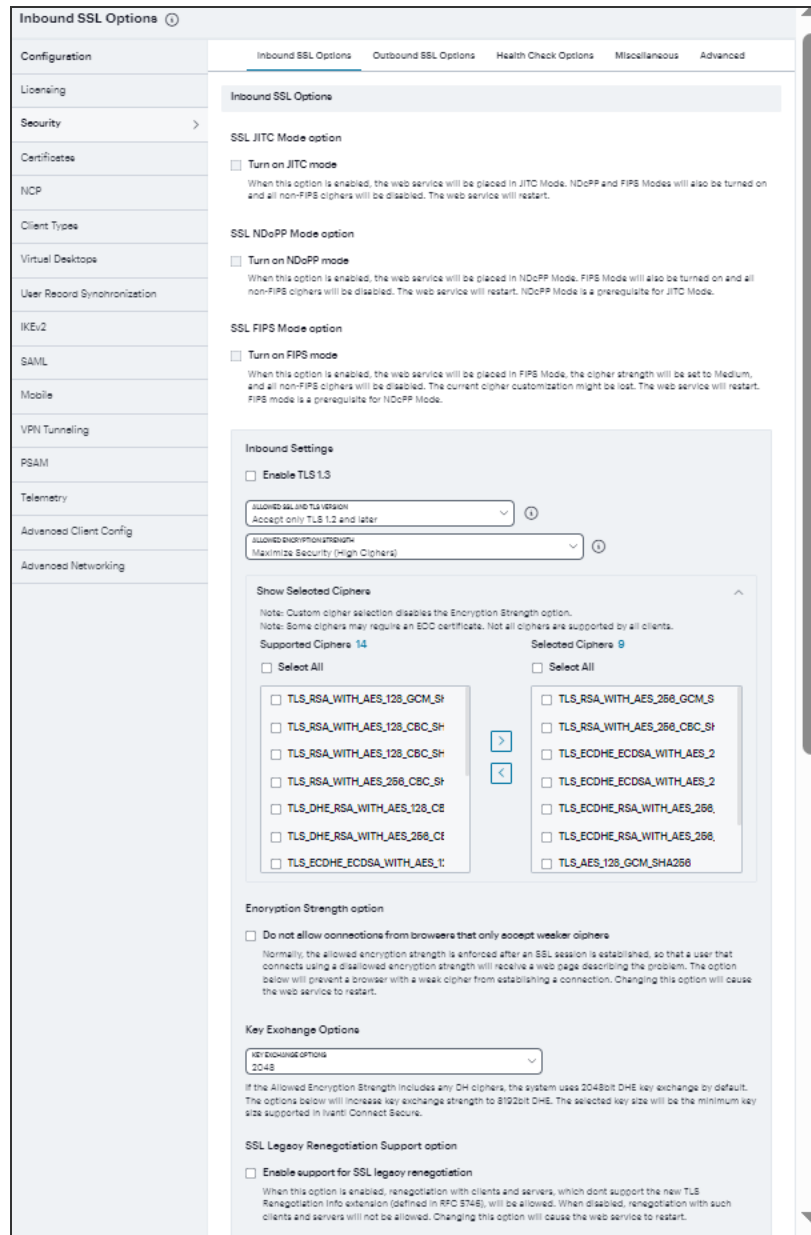 Inbound SSL Options
Configuration
Licensing
Security
Certificates
NCP
Client Types
Virtual Desktops
User Record Synchronization
IKEv2
SAML
Mobile
VPN Tunneling
PSAM
Telemetry
Advanced Client Config
Advanced Networking
Inbound SSL Options Outbound SSL Options Health Check Options Miscellaneous Advanced
Inbound SSL Options
SSL JITC Mode option
Turn on JITC mode
When this option is enabled, the web service will be placed in JITC Mode. NDcPP and FIPS Modes will also be turned on
and all non-FIPS ciphers will be disabled. The web service will restart.
SSL NDcPP Mode option
Turn on NDcPP mode
When this option is enabled, the web service will be placed in NDcPP Mode. FIPS Mode will also be turned on and all
non-FIPS ciphers will be disabled. The web service will restart. NDcPP Mode is a prerequisite for JITC Mode.
SSL FIPS Mode option
Turn on FIPS mode
When this option is enabled, the web service will be placed in FIPS Mode, the cipher strength will be set to Medium,
and all non-FIPS ciphers will be disabled. The current cipher customization might be lost. The web service will restart.
FIPS mode is a prerequisite for NDcPP Mode.
Inbound Settings
Enable TLS 1.3
ALLOWED SSL AND TLS VERSION
Accept only TLS 1.2 and later
ALLOWED ENCRYPTION STRENGTH
Maximize Security (High Ciphers)
Show Selected Ciphers
Note: Custom cipher selection disables the Encryption Strength option.
Note: Some ciphers may require an ECC certificate. Not all ciphers are supported by all clients.
Supported Ciphers 14
Select All
TLS_RSA_WITH_AES_128_GCM_SH
TLS_RSA_WITH_AES_128_CBC_SH
TLS_RSA_WITH_AES_128_CBC_SH
TLS_RSA_WITH_AES_256_CBC_SH
TLS_DHE_RSA_WITH_AES_128_CB
TLS_DHE_RSA_WITH_AES_256_CB
TLS_ECDHE_ECDSA_WITH_AES_12
Selected Ciphers 9
Select All
TLS_RSA_WITH_AES_256_GCM_S
TLS_RSA_WITH_AES_256_CBC_SH
TLS_ECDHE_ECDSA_WITH_AES_2
TLS_ECDHE_ECDSA_WITH_AES_2
TLS_ECDHE_RSA_WITH_AES_256_
TLS_ECDHE_RSA_WITH_AES_256_
TLS_AES_128_GCM_SHA256
Encryption Strength option
Do not allow connections from browsers that only accept weaker ciphers
Normally, the allowed encryption strength is enforced after an SSL session is established, so that a user that
connects using a disallowed encryption strength will receive a web page describing the problem. The option
below will prevent a browser with a weak cipher from establishing a connection. Changing this option will cause
the web service to restart.
Key Exchange Options
KEY EXCHANGE OPTIONS
2048
If the Allowed Encryption Strength includes any DH ciphers, the system uses 2048bit DHE key exchange by default.
The options below will increase key exchange strength to 8192bit DHE. The selected key size will be the minimum key
size supported in Ivanti Connect Secure.
SSL Legacy Renegotiation Support option
Enable support for SSL legacy renegotiation
When this option is enabled, renegotiation with clients and servers, which dont support the new TLS
Renegotiation Info extension (defined in RFC 5746), will be allowed. When disabled, renegotiation with such
clients and servers will not be allowed. Changing this option will cause the web service to restart.